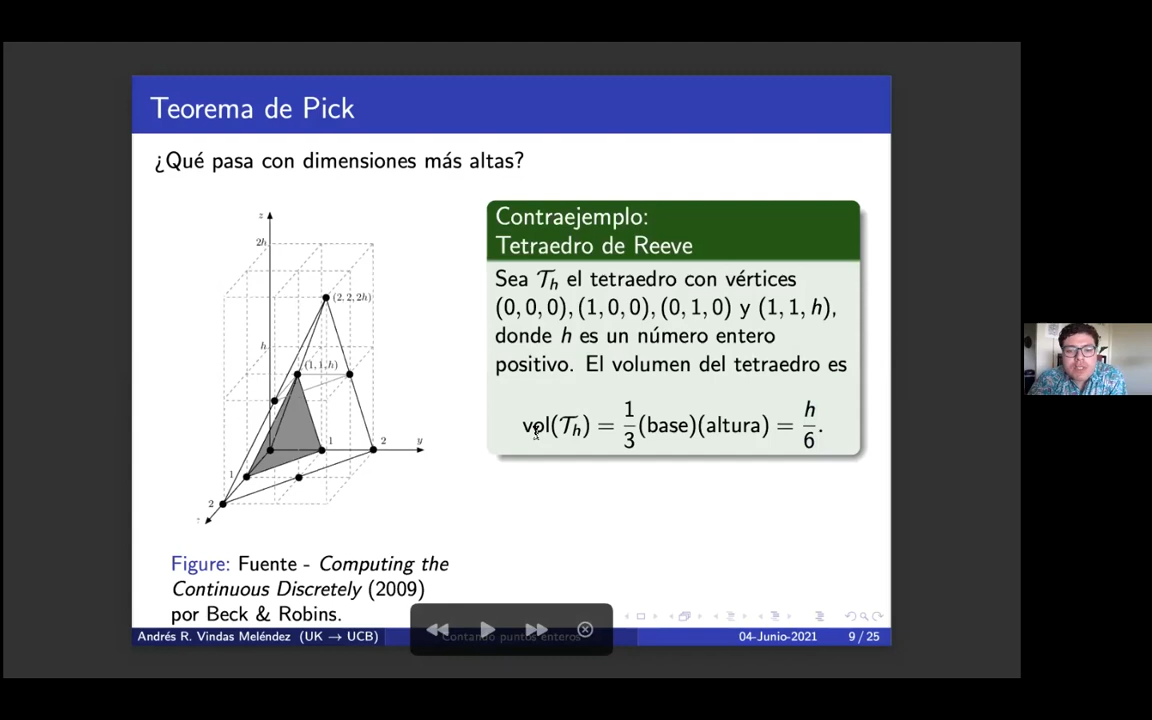 Teorema de Pick
¿Qué pasa con dimensiones más altas?
z
2h
(2, 2, 2h)
h
(1, 1, h)
1
2
y
1
2
Figure: Fuente - Computing the
Continuous Discretely (2009)
por Beck & Robins.
Contraejemplo:
Tetraedro de Reeve
Sea 𝒯ₕ el tetraedro con vértices
(0, 0, 0), (1, 0, 0), (0, 1, 0) y (1, 1, h),
donde h es un número entero
positivo. El volumen del tetraedro es
vol(𝒯ₕ) = 1/3 (base)(altura) = h/6.
Andrés R. Vindas Meléndez (UK → UCB)
Contando puntos enteros
04-Junio-2021
9 / 25